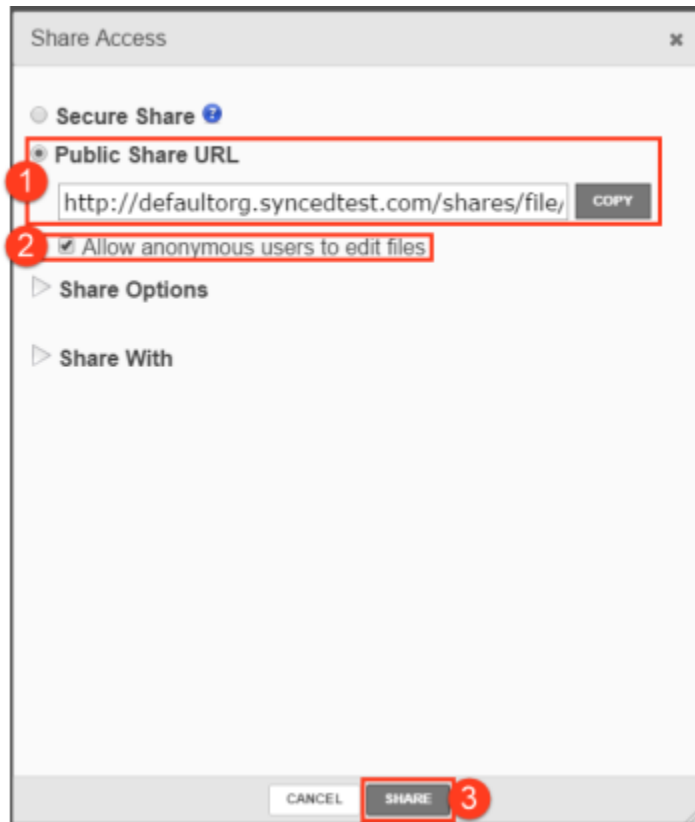 Share Access
Secure Share ?
Public Share URL
1
http://defaultorg.syncedtest.com/shares/file/ COPY
2 Allow anonymous users to edit files
Share Options
Share With
CANCEL SHARE 3